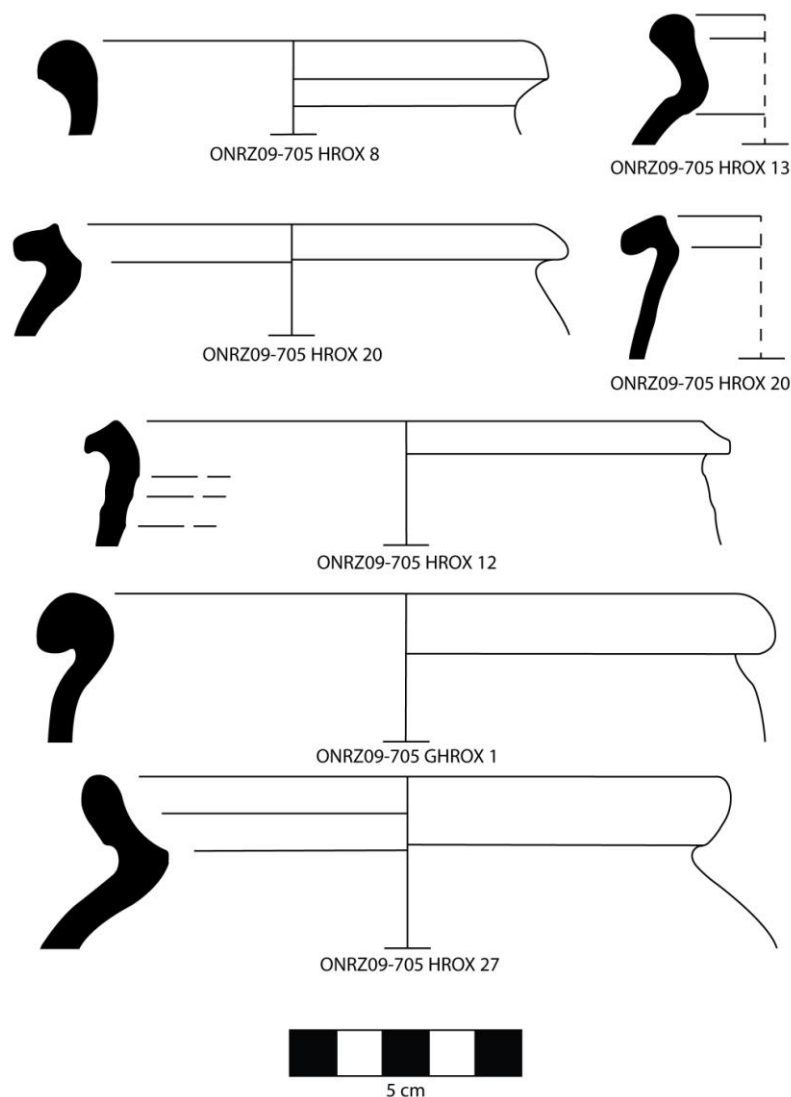 ONRZ09-705 HROX 8
ONRZ09-705 HROX 13
ONRZ09-705 HROX 20
ONRZ09-705 HROX 20
ONRZ09-705 HROX 12
ONRZ09-705 GHROX 1
ONRZ09-705 HROX 27
5 cm